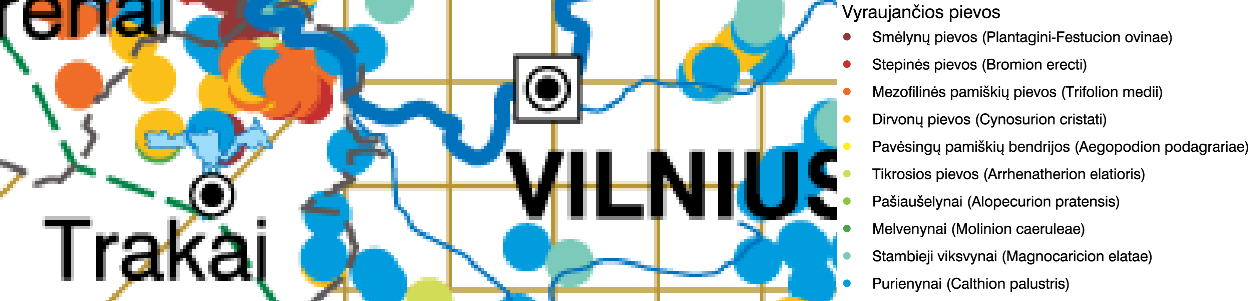 Vyraujančios pievos
Smėlynų pievos (Plantagini-Festucion ovinae)
Stepinės pievos (Bromion erecti)
Mezofilinės pamiškių pievos (Trifolion medii)
Dirvonų pievos (Cynosurion cristati)
Pavėsingų pamiškių bendrijos (Aegopodion podagrariae)
Tikrosios pievos (Arrhenatherion elatioris)
Pašiaušelynai (Alopecurion pratensis)
Melvenynai (Molinion caeruleae)
Stambieji viksvynai (Magnocaricion elatae)
Purienynai (Calthion palustris)
VILNIUS
Trakai